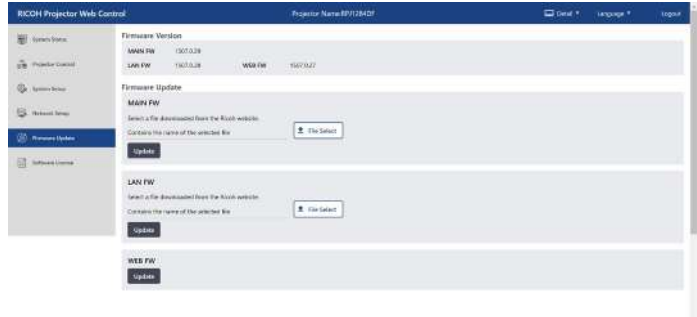 RICOH Projector Web Control
Projector Name:RPJ1284DF
Detail
Language
Logout
System Status
Projector Control
System Setup
Network Setup
Firmware Update
Software License
Firmware Version
MAIN FW
LAN FW
WEB FW
Firmware Update
MAIN FW
Select a file downloaded from the Ricoh website.
Contains the name of the selected file
File Select
Update
LAN FW
Select a file downloaded from the Ricoh website.
Contains the name of the selected file
File Select
Update
WEB FW
Update